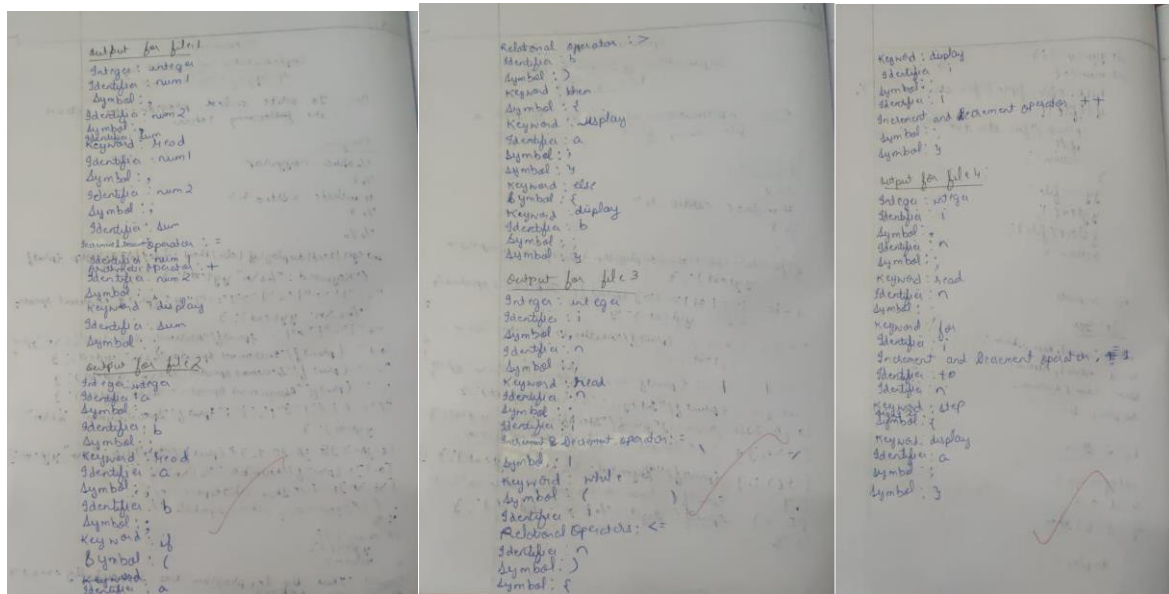 output for file 1
Integer : integer
Identifier : num1
Symbol : ,
Identifier : num2
Symbol : ,
Identifier : sum
Keyword : read
Identifier : num1
Symbol : ,
Identifier : num2
Symbol : ;
Identifier : sum
operator : =
Identifier : num1
Arithmetic operator : +
Identifier : num2
Symbol : ;
Keyword : display
Identifier : sum
Symbol : ;
output for file 2
Integer : integer
Identifier : a
Symbol : ,
Identifier : b
Symbol : ;
Keyword : read
Identifier : a
Symbol : ,
Identifier : b
Symbol : ;
Keyword : if
Symbol : (
Identifier : a
Relational operator : >
Identifier : b
Symbol : )
Keyword : then
Symbol : {
Keyword : display
Identifier : a
Symbol : ;
Symbol : }
Keyword : else
Symbol : {
Keyword : display
Identifier : b
Symbol : ;
Symbol : }
output for file 3
Integer : integer
Identifier : i
Symbol : ,
Identifier : n
Symbol : ;
Keyword : read
Identifier : n
Symbol : ;
Identifier : i
Increment & Decrement operator : =
Symbol : 1
Keyword : while
Symbol : (
Identifier : i
Relational Operators : <=
Identifier : n
Symbol : )
Symbol : {
Keyword : display
Identifier : i
Symbol : ;
Identifier : i
Increment and Decrement operator : ++
Symbol : ;
Symbol : }
output for file 4
Integer : integer
Identifier : i
Symbol : ,
Identifier : n
Symbol : ;
Keyword : read
Identifier : n
Symbol :
Keyword : for
Identifier : i
Increment and Decrement operator :
Identifier : to
Identifier : n
Keyword : step
Symbol : {
Keyword : display
Identifier : a
Symbol : ;
Symbol : }